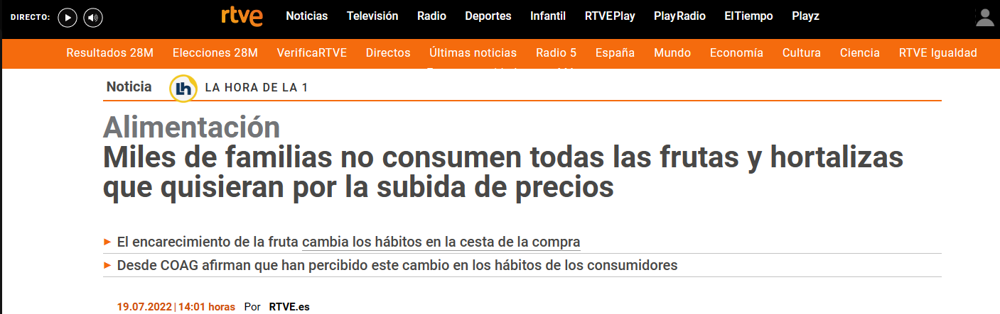 DIRECTO:
rtve
Noticias Televisión Radio Deportes Infantil RTVEPlay PlayRadio ElTiempo Playz
Resultados 28M Elecciones 28M VerificaRTVE Directos Últimas noticias Radio 5 España Mundo Economía Cultura Ciencia RTVE Igualdad
Noticia Lh LA HORA DE LA 1
Alimentación
Miles de familias no consumen todas las frutas y hortalizas
que quisieran por la subida de precios
El encarecimiento de la fruta cambia los hábitos en la cesta de la compra
Desde COAG afirman que han percibido este cambio en los hábitos de los consumidores
19.07.2022 | 14:01 horas Por RTVE.es